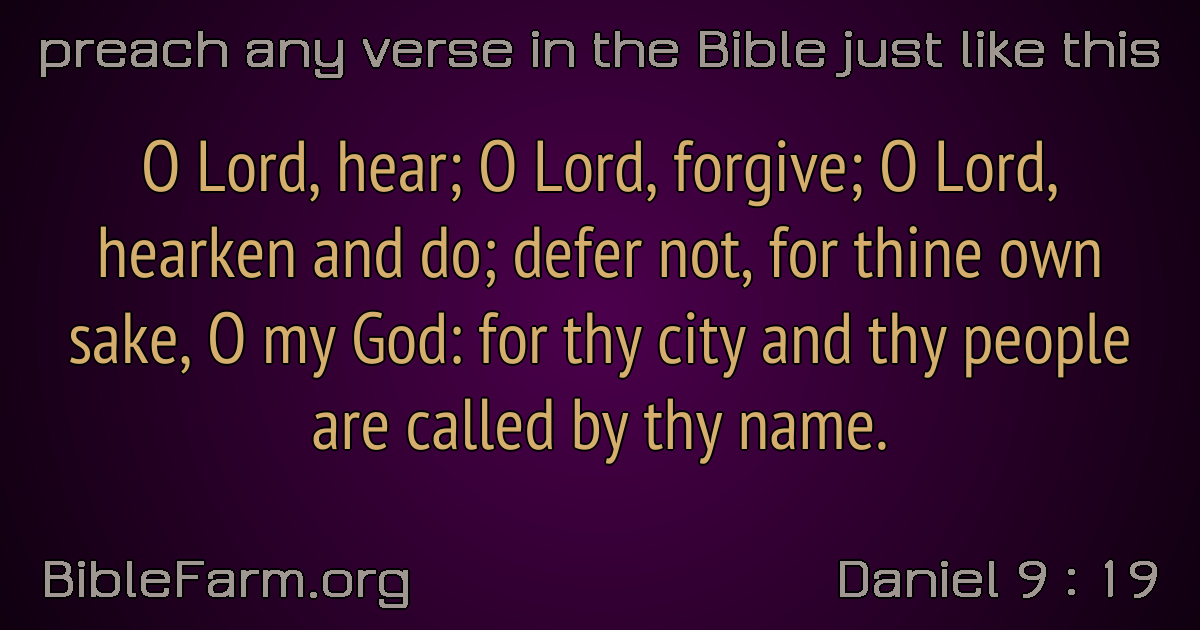 preach any verse in the Bible just like this
O Lord, hear; O Lord, forgive; O Lord,
hearken and do; defer not, for thine own
sake, O my God: for thy city and thy people
are called by thy name.
BibleFarm.org
Daniel 9 : 19